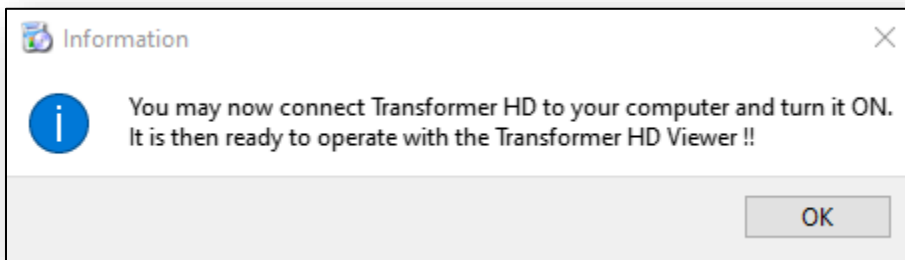 Information
You may now connect Transformer HD to your computer and turn it ON.
It is then ready to operate with the Transformer HD Viewer !!
OK